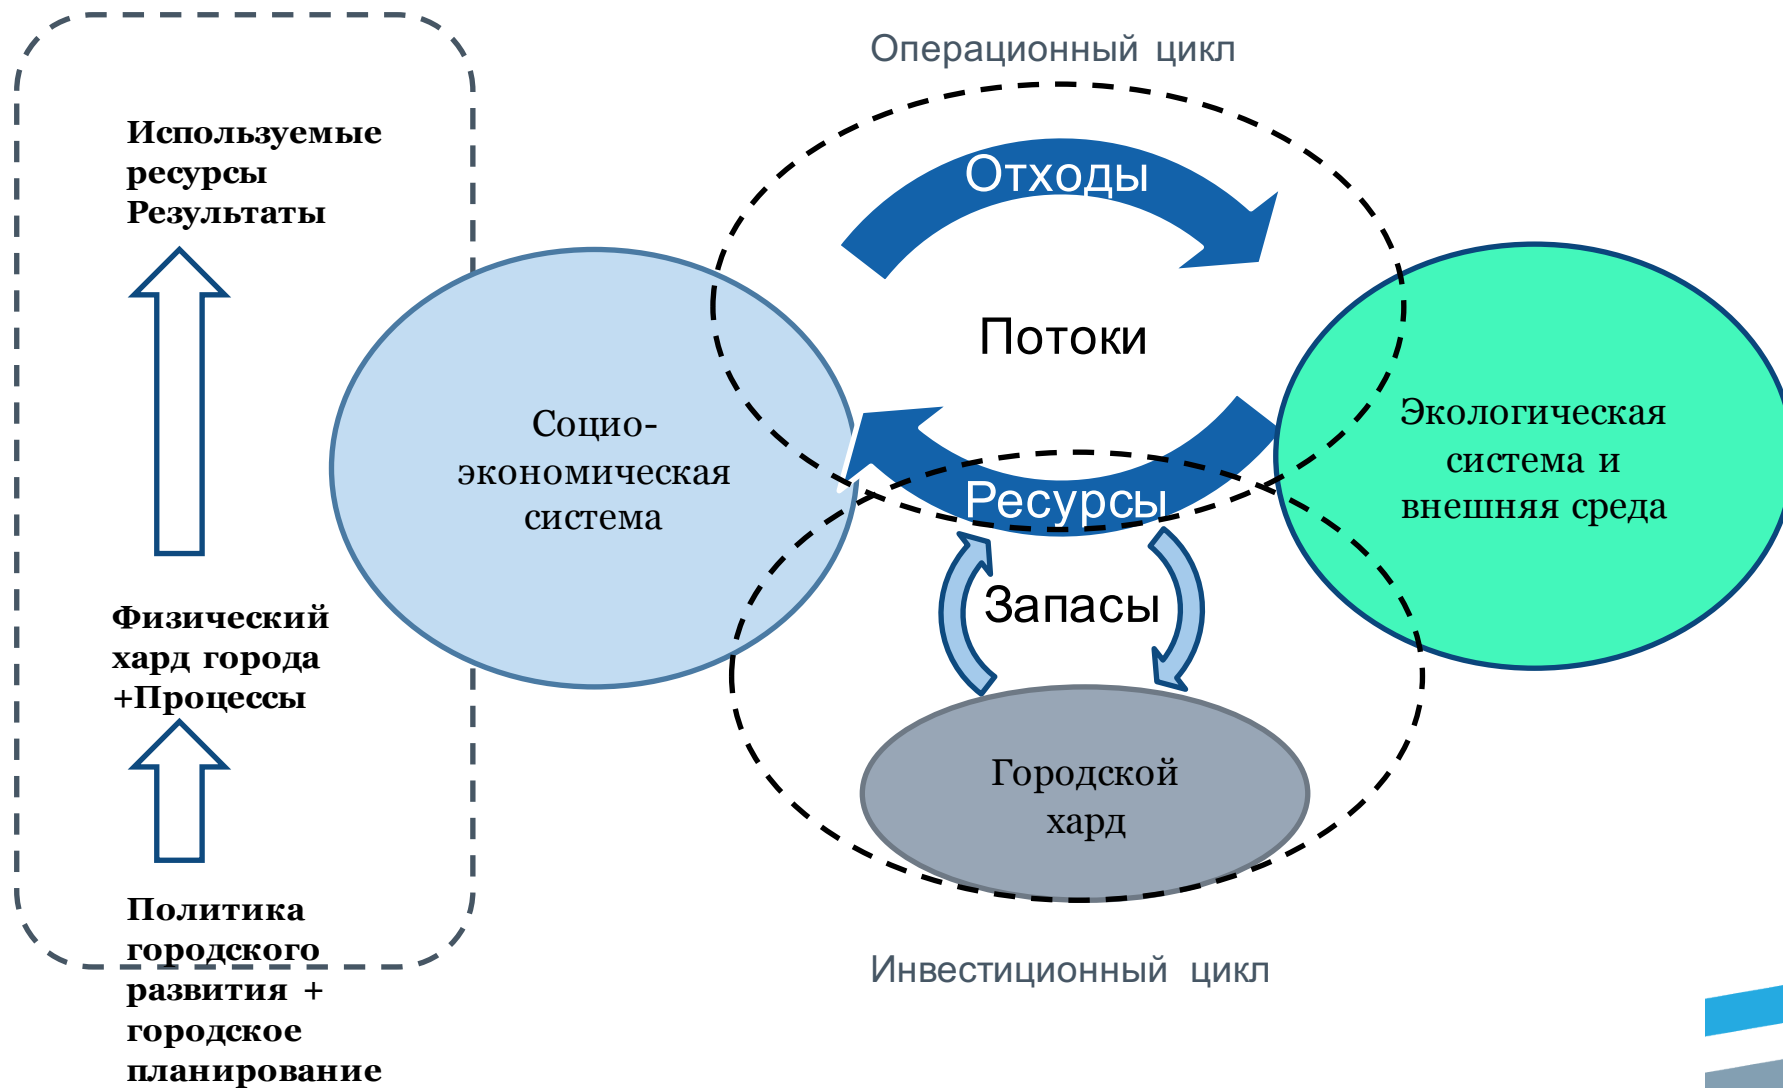 Операционный цикл
Используемые
ресурсы
Результаты
Отходы
Потоки
Социо-
экономическая
система
Экологическая
система и
внешняя среда
Ресурсы
Запасы
Физический
хард города
+Процессы
Городской
хард
Политика
городского
развития +
городское
планирование
Инвестиционный цикл